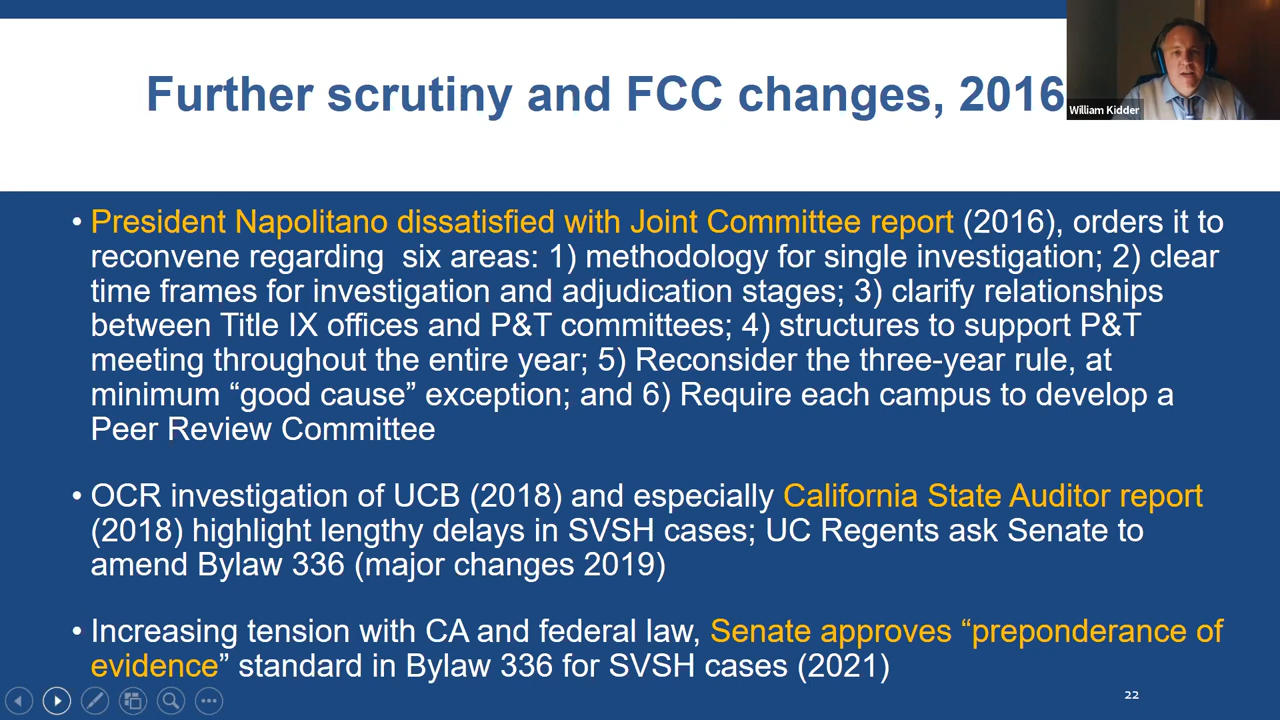 Further scrutiny and FCC changes, 2016
William Kidder
• President Napolitano dissatisfied with Joint Committee report (2016), orders it to
reconvene regarding six areas: 1) methodology for single investigation; 2) clear
time frames for investigation and adjudication stages; 3) clarify relationships
between Title IX offices and P&T committees; 4) structures to support P&T
meeting throughout the entire year; 5) Reconsider the three-year rule, at
minimum “good cause” exception; and 6) Require each campus to develop a
Peer Review Committee
• OCR investigation of UCB (2018) and especially California State Auditor report
(2018) highlight lengthy delays in SVSH cases; UC Regents ask Senate to
amend Bylaw 336 (major changes 2019)
• Increasing tension with CA and federal law, Senate approves “preponderance of
evidence” standard in Bylaw 336 for SVSH cases (2021)
22